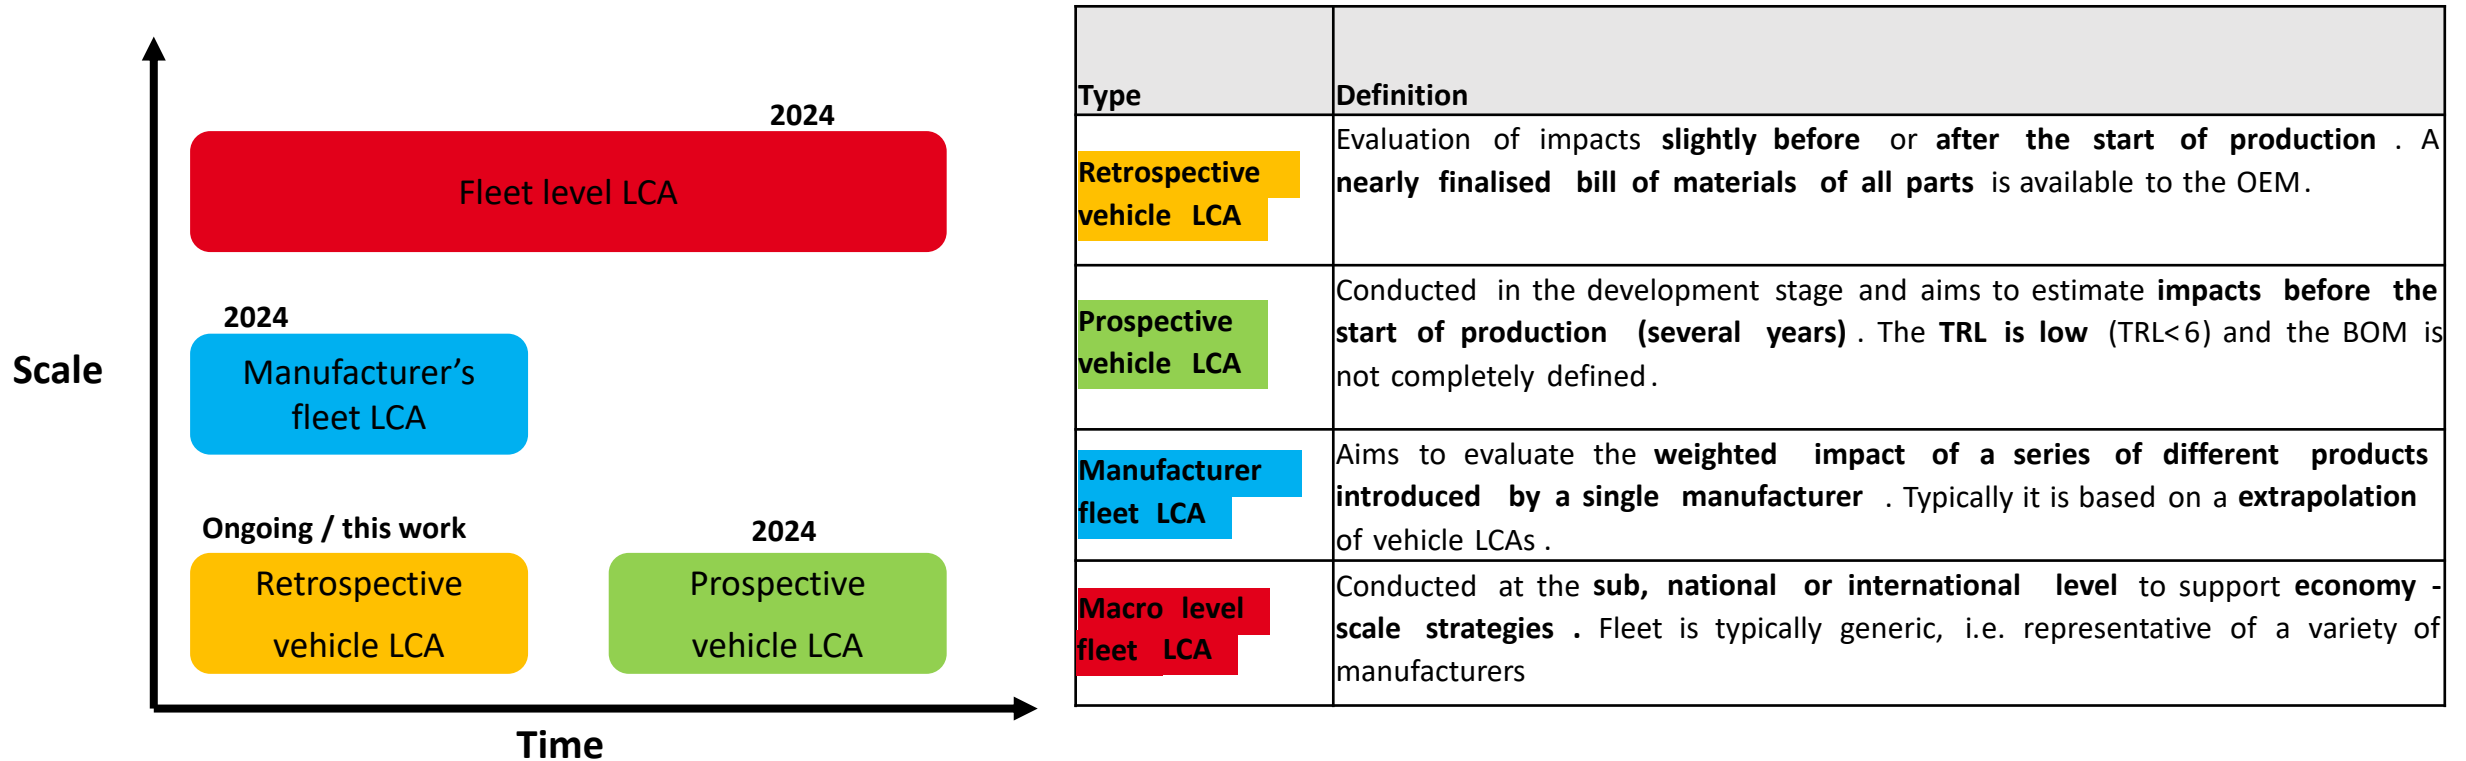 2024
Fleet level LCA
2024
Manufacturer’s
fleet LCA
Scale
Ongoing / this work
2024
Retrospective
vehicle LCA
Prospective
vehicle LCA
Time
Type
Definition
Retrospective
vehicle LCA
Evaluation of impacts slightly before or after the start of production . A
nearly finalised bill of materials of all parts is available to the OEM.
Prospective
vehicle LCA
Conducted in the development stage and aims to estimate impacts before the
start of production (several years) . The TRL is low (TRL<6) and the BOM is
not completely defined.
Manufacturer
fleet LCA
Aims to evaluate the weighted impact of a series of different products
introduced by a single manufacturer . Typically it is based on a extrapolation
of vehicle LCAs .
Macro level
fleet LCA
Conducted at the sub, national or international level to support economy -
scale strategies . Fleet is typically generic, i.e. representative of a variety of
manufacturers